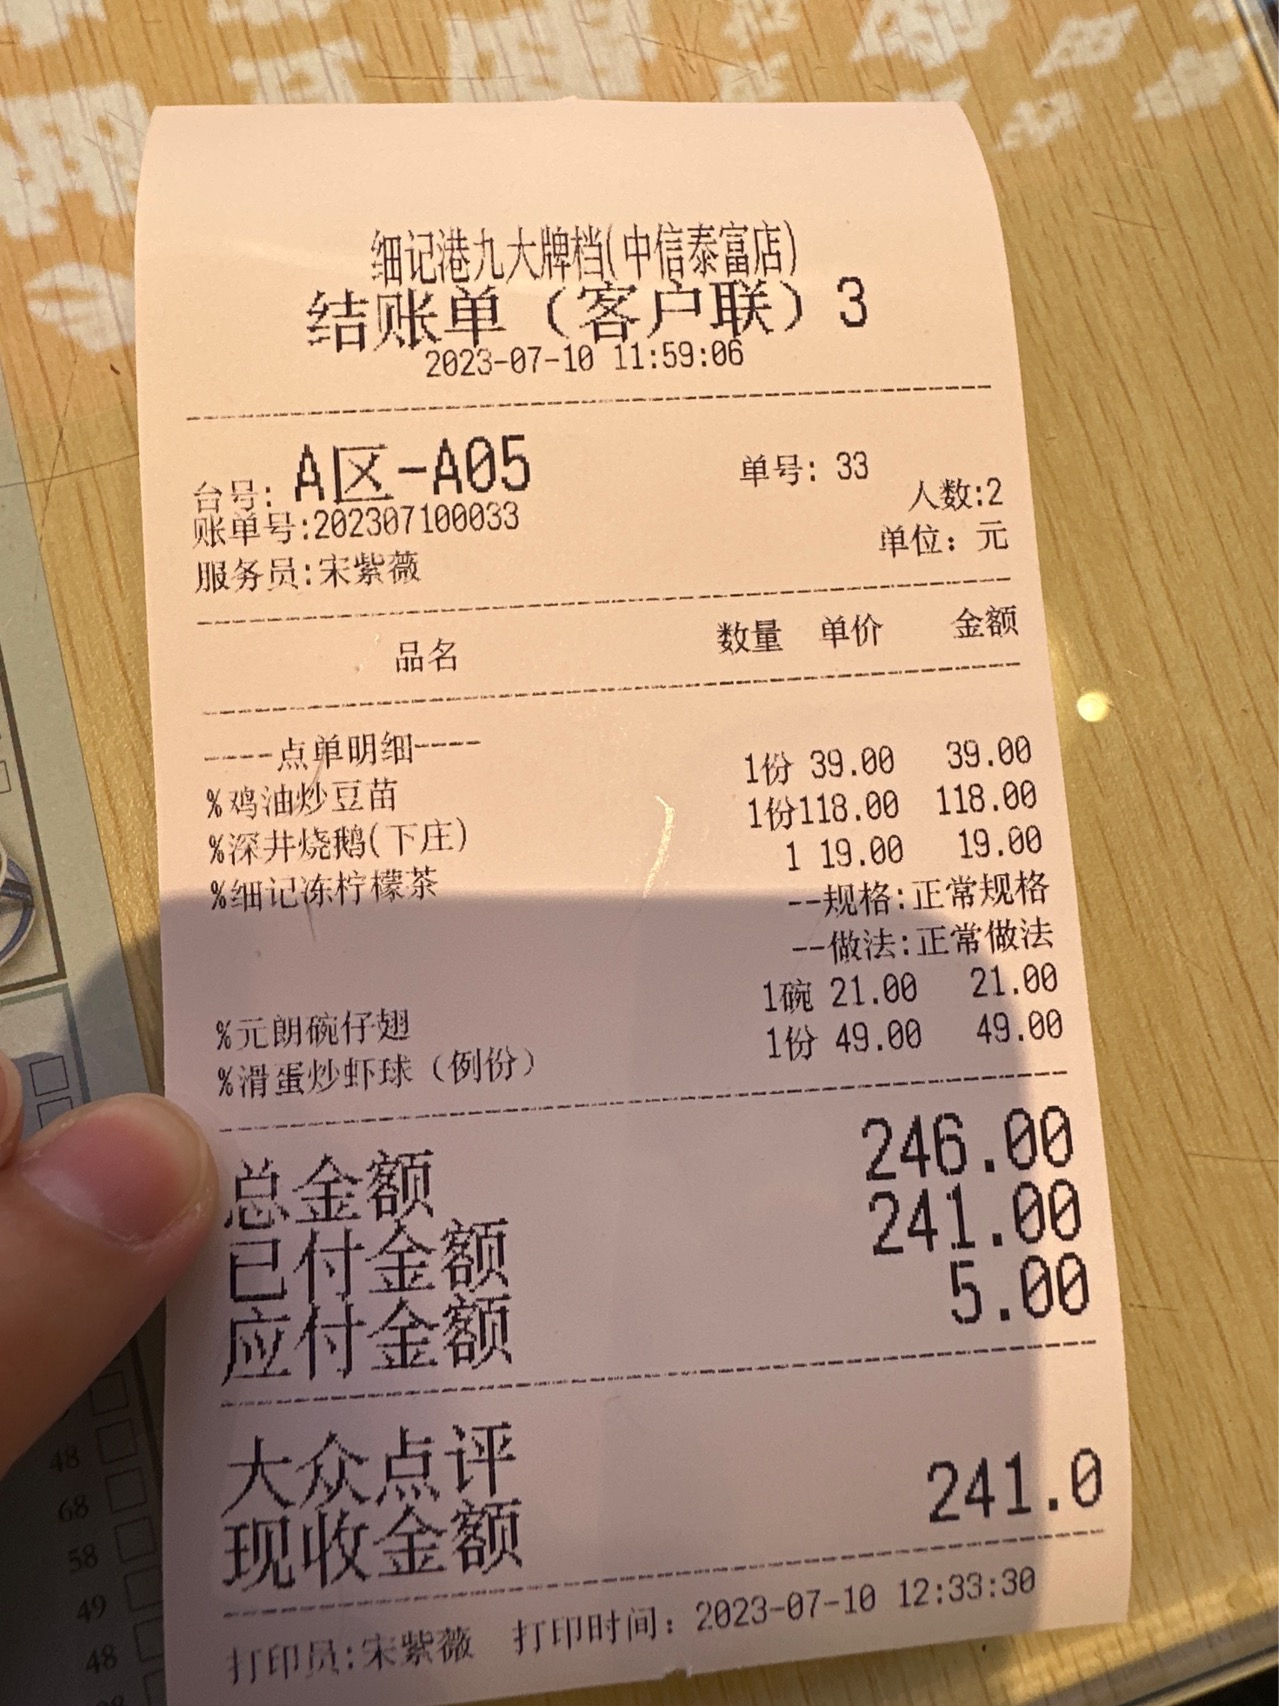 细记港九大牌档(中信泰富店)
结账单（客户联）3
2023-07-10 11:59:06
台号: A区-A05 单号: 33
账单号:202307100033 人数:2
服务员:宋紫薇 单位: 元
品名 数量 单价 金额
----点单明细----
%鸡油炒豆苗 1份 39.00 39.00
%深井烧鹅(下庄) 1份118.00 118.00
%细记冻柠檬茶 1 19.00 19.00
--规格:正常规格
--做法:正常做法
%元朗碗仔翅 1碗 21.00 21.00
%滑蛋炒虾球（例份） 1份 49.00 49.00
总金额 246.00
已付金额 241.00
应付金额 5.00
大众点评
现收金额 241.0
打印员:宋紫薇 打印时间: 2023-07-10 12:33:30
48
68
58
49
48